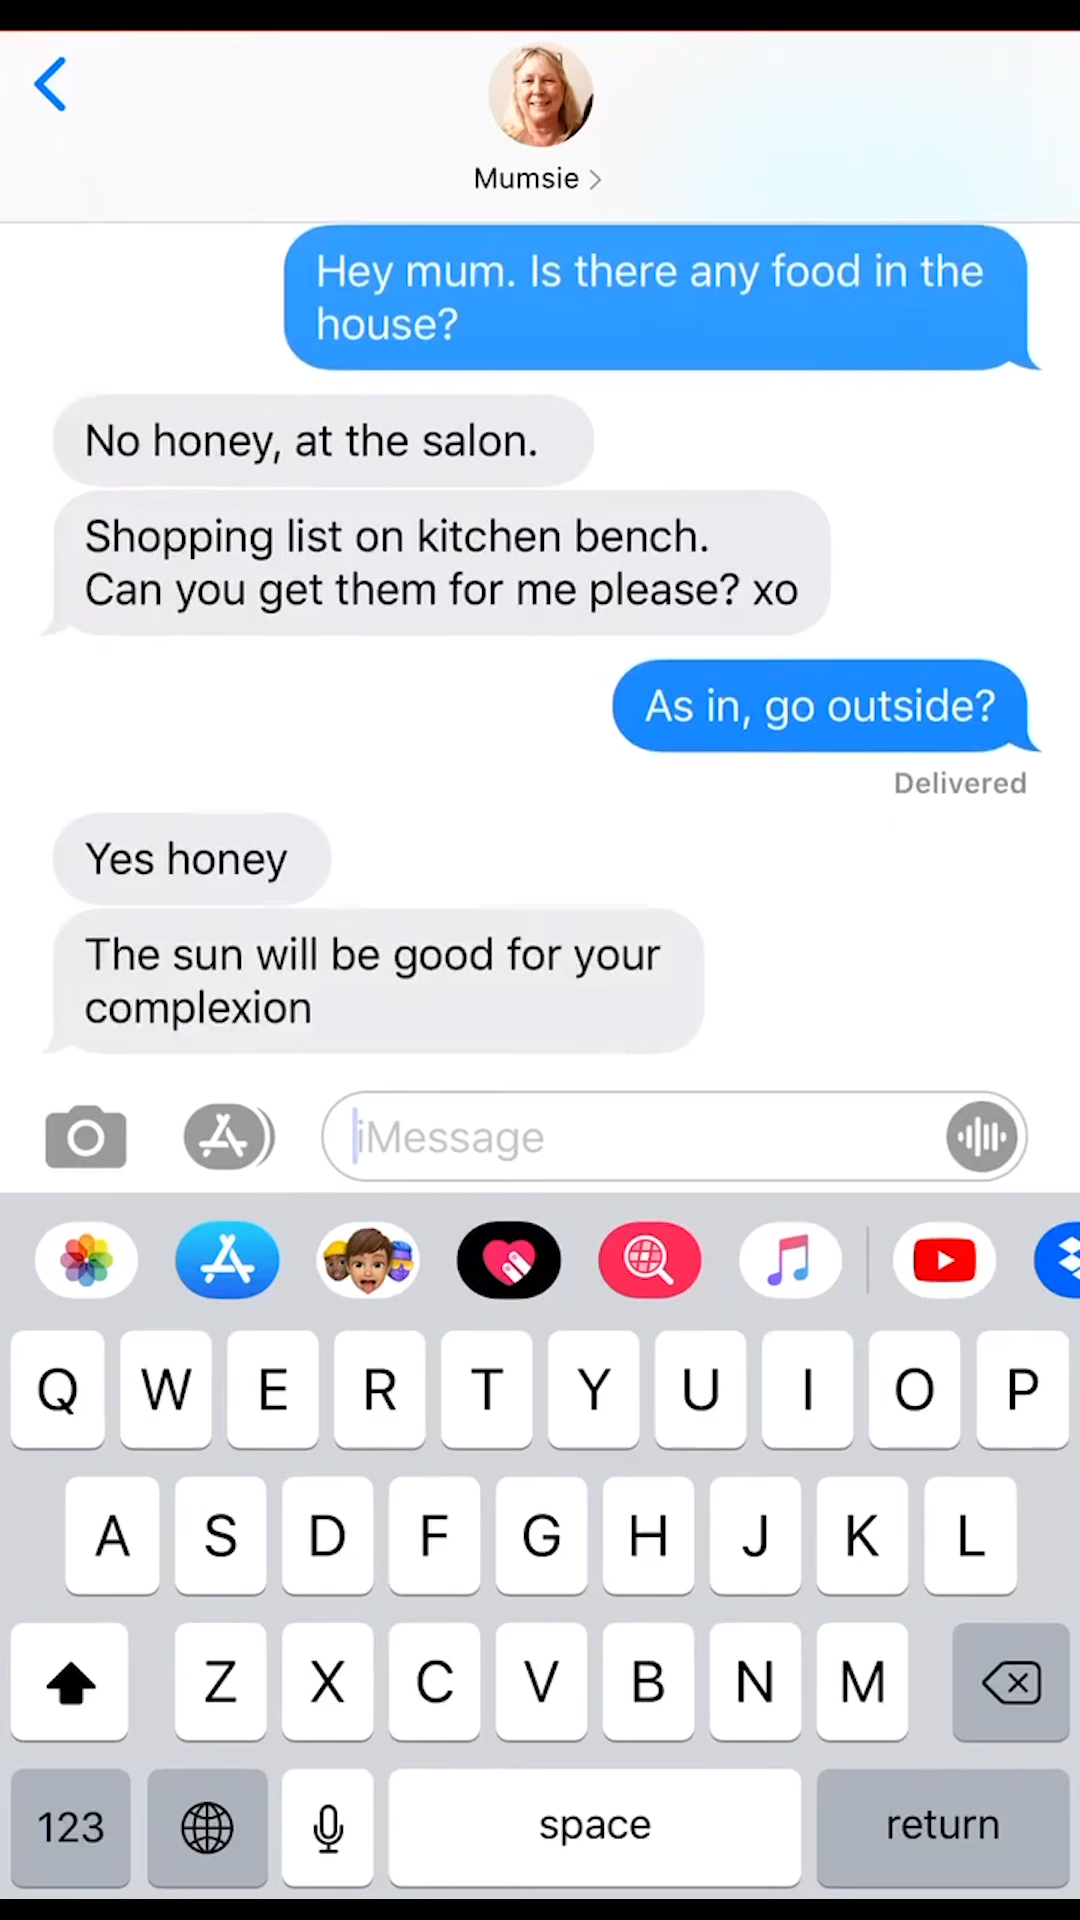 Mumsie
Hey mum. Is there any food in the
house?
No honey, at the salon.
Shopping list on kitchen bench.
Can you get them for me please? xo
As in, go outside?
Delivered
Yes honey
The sun will be good for your
complexion
iMessage
Q W E R T Y U I O P
A S D F G H J K L
Z X C V B N M
123 space return